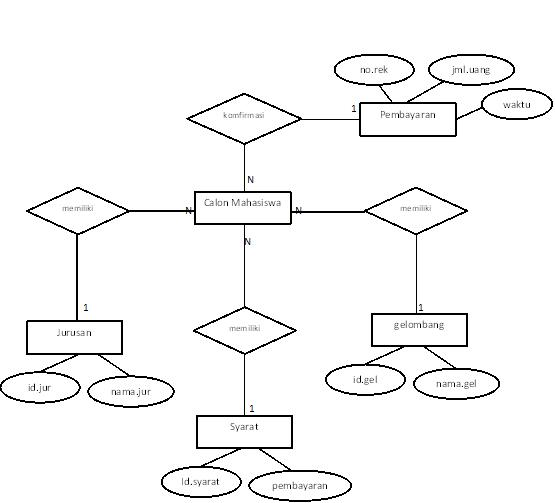 no.rek
jml.uang
waktu
komfirmasi
1
Pembayaran
N
memiliki
N
Calon Mahasiswa
N
memiliki
N
1
1
Jurusan
memiliki
gelombang
id.jur
nama.jur
id.gel
nama.gel
1
Syarat
Id.syarat
pembayaran